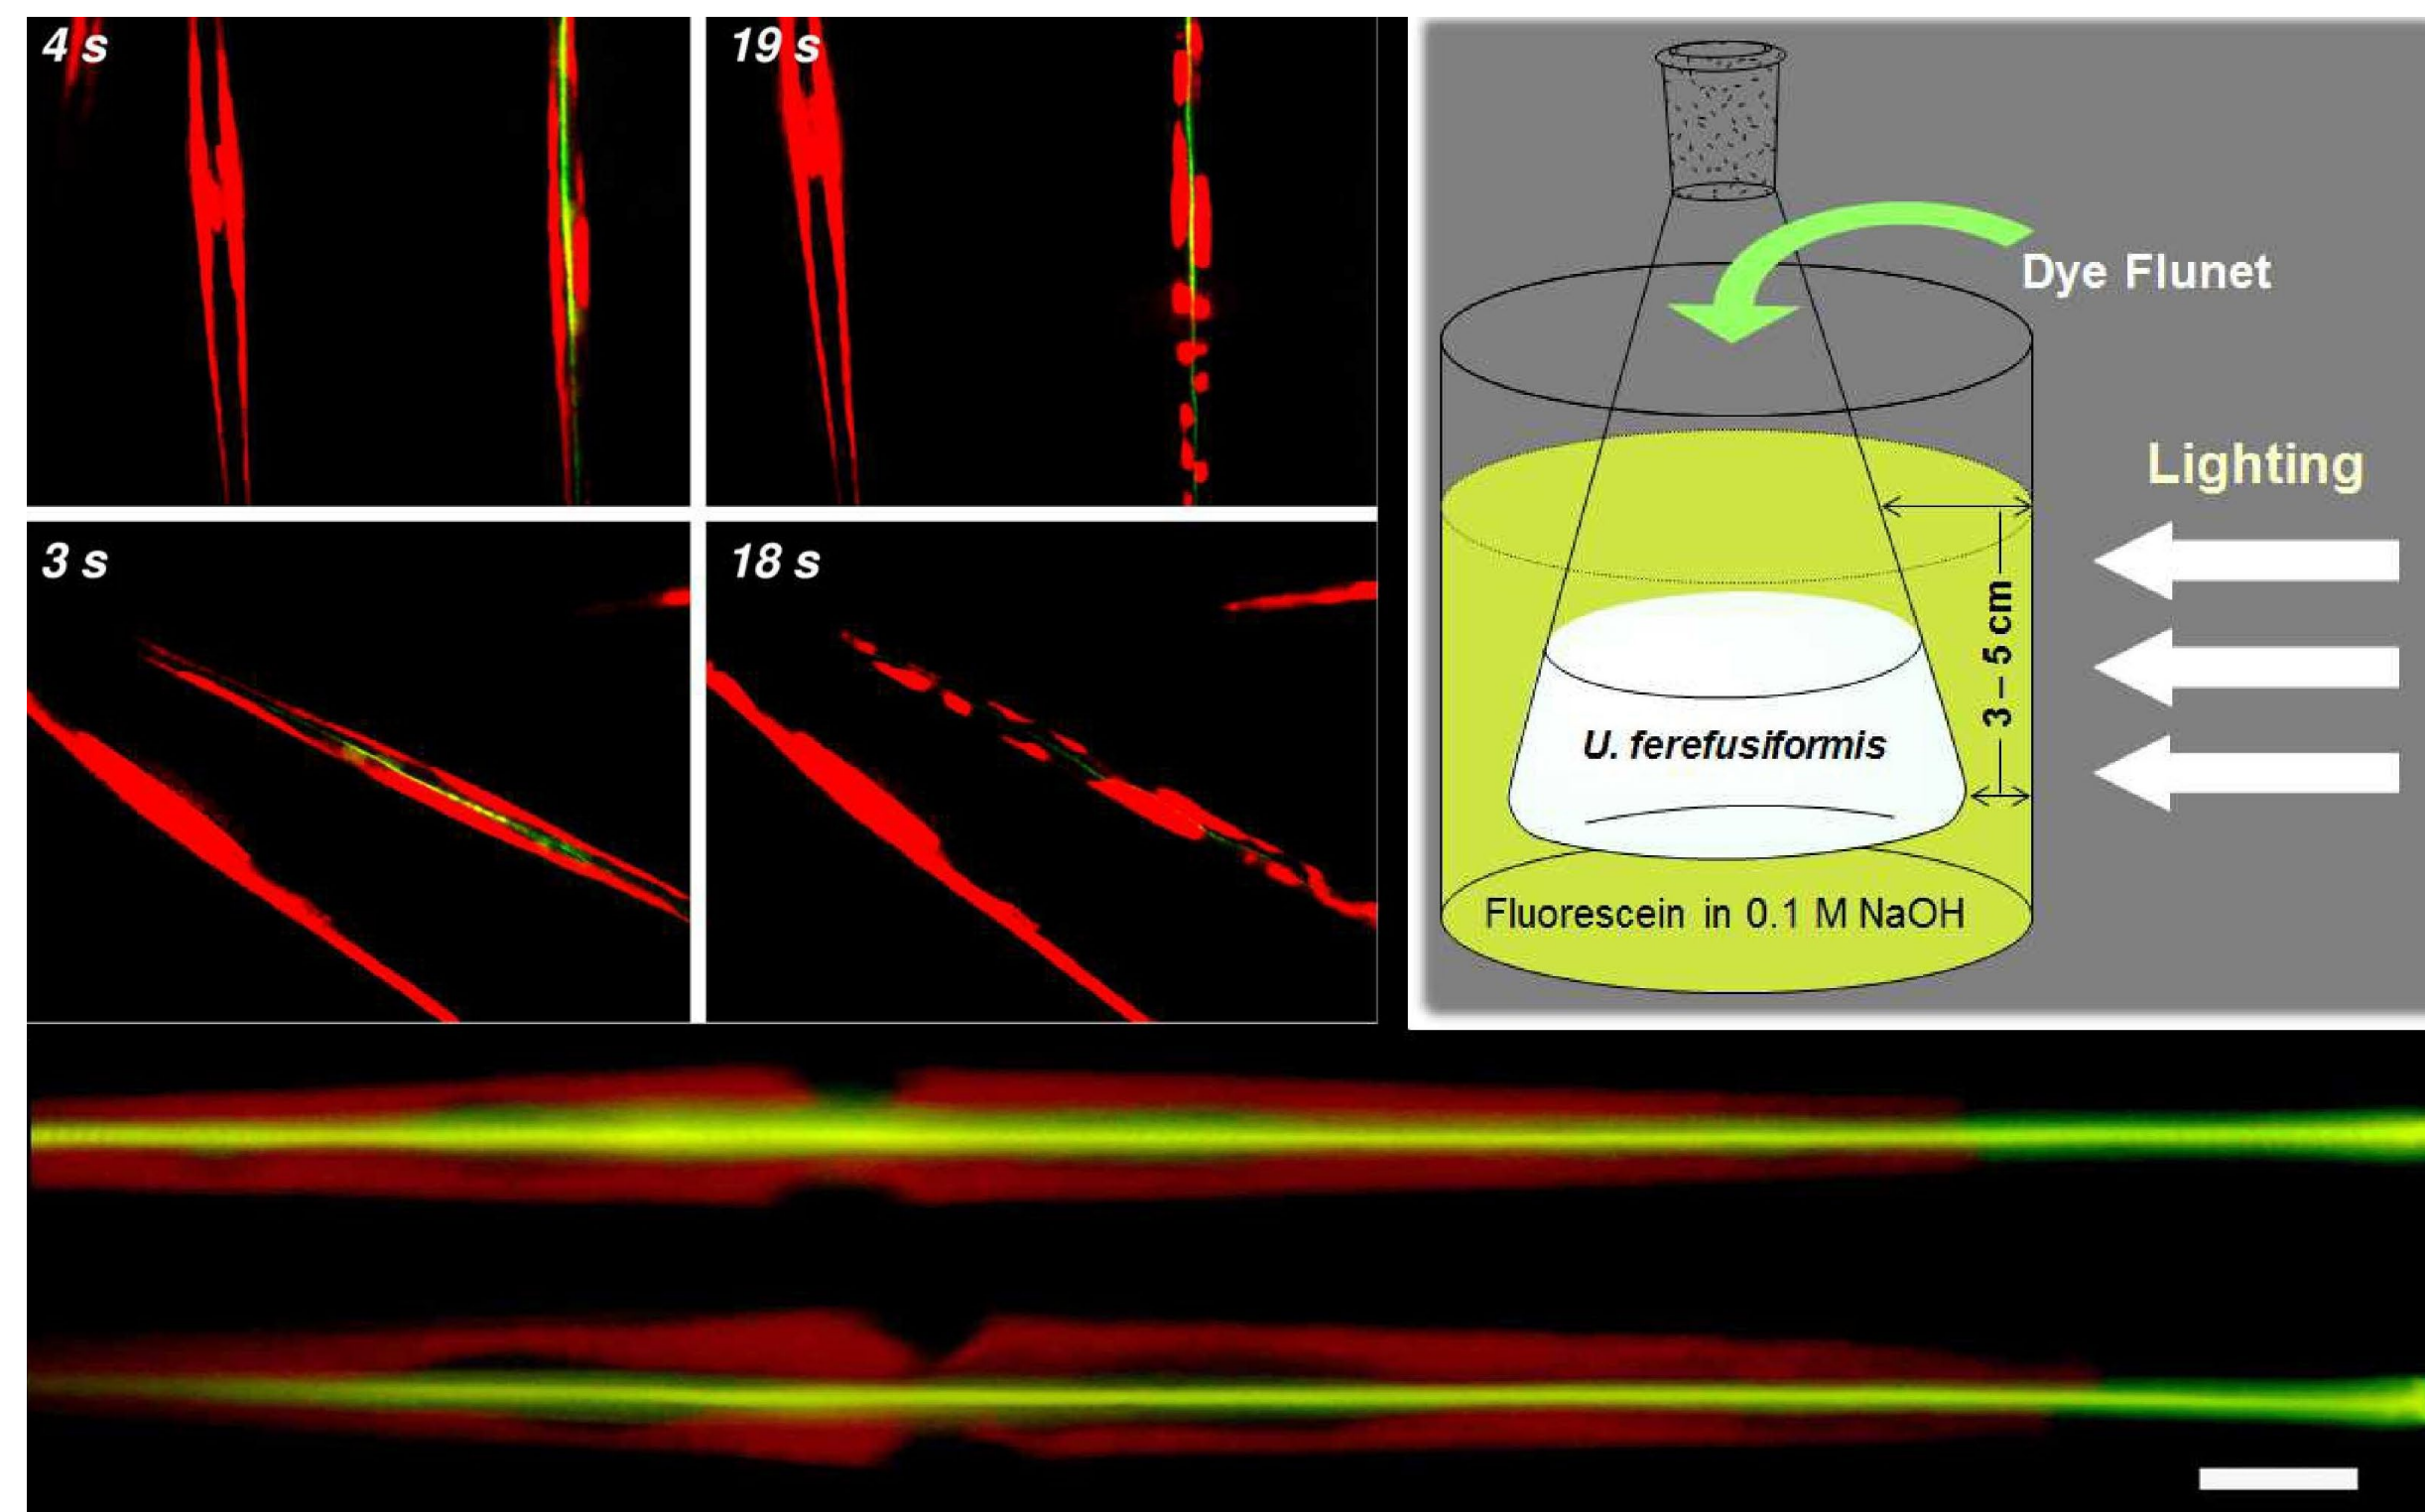 4 s
19 s
3 s
18 s
Dye Flunet
Lighting
3 – 5 cm
U. ferefusiformis
Fluorescein in 0.1 M NaOH